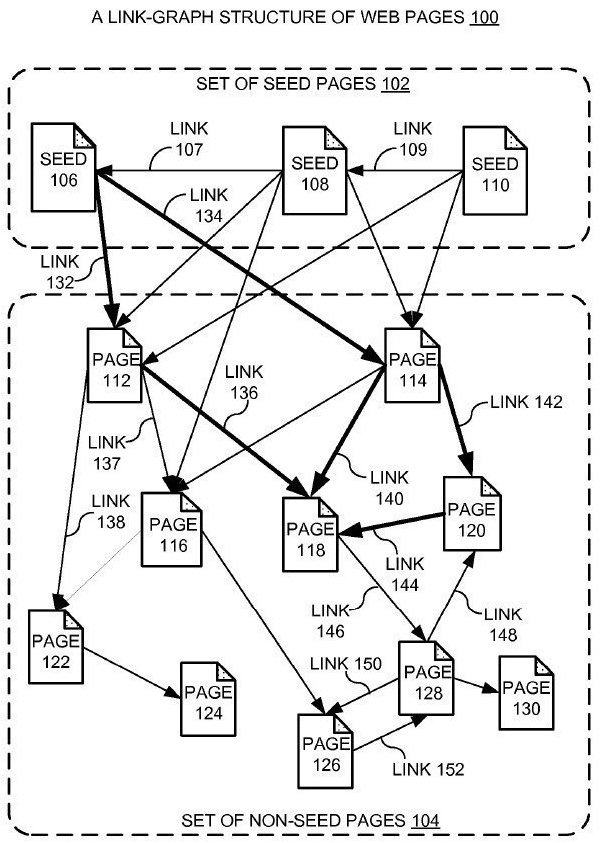 A LINK-GRAPH STRUCTURE OF WEB PAGES 100
SET OF SEED PAGES 102
LINK
107
LINK
109
SEED
106
SEED
108
SEED
110
LINK
134
LINK
132
PAGE
112
PAGE
114
LINK
136
LINK 142
LINK
137
LINK
140
LINK
138
PAGE
116
PAGE
118
PAGE
120
LINK
144
LINK
146
LINK
148
PAGE
122
LINK 150
PAGE
128
PAGE
124
PAGE
130
PAGE
126
LINK 152
SET OF NON-SEED PAGES 104